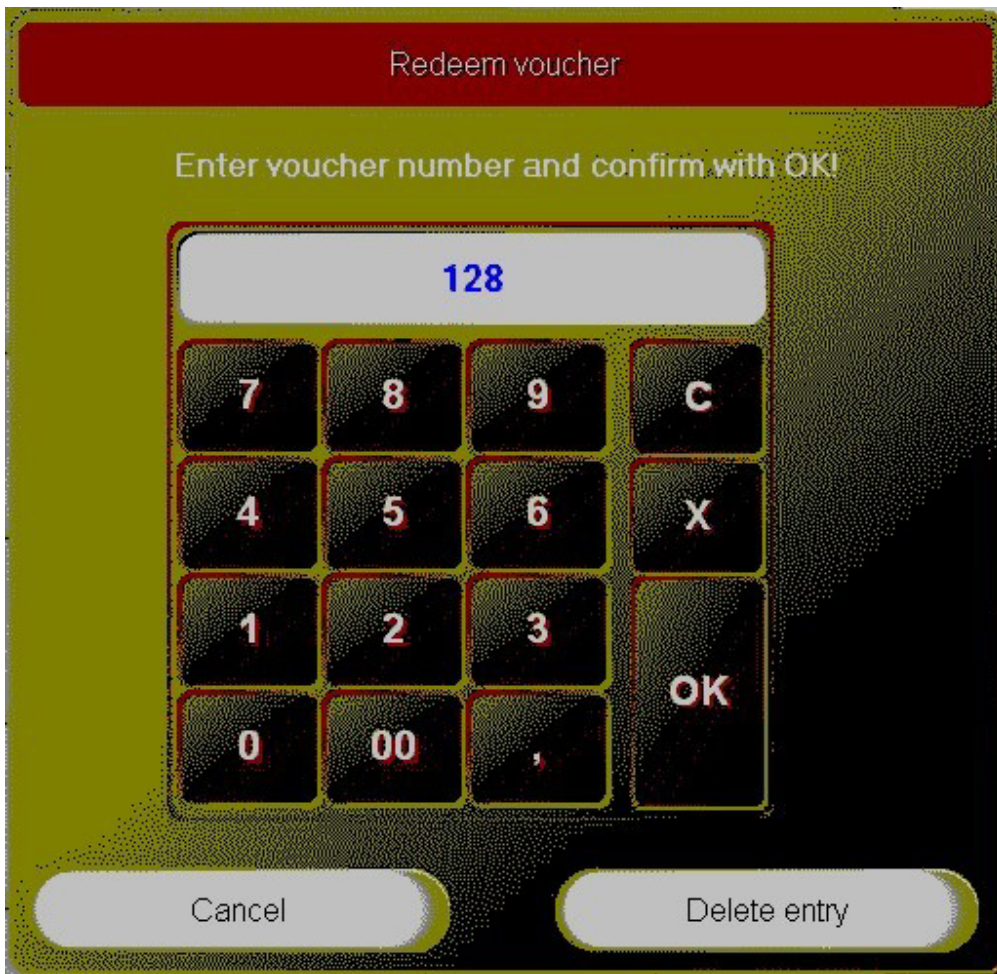 Redeem voucher
Enter voucher number and confirm with OK!
128
7 8 9 C
4 5 6 X
1 2 3
OK
0 00 ,
Cancel Delete entry